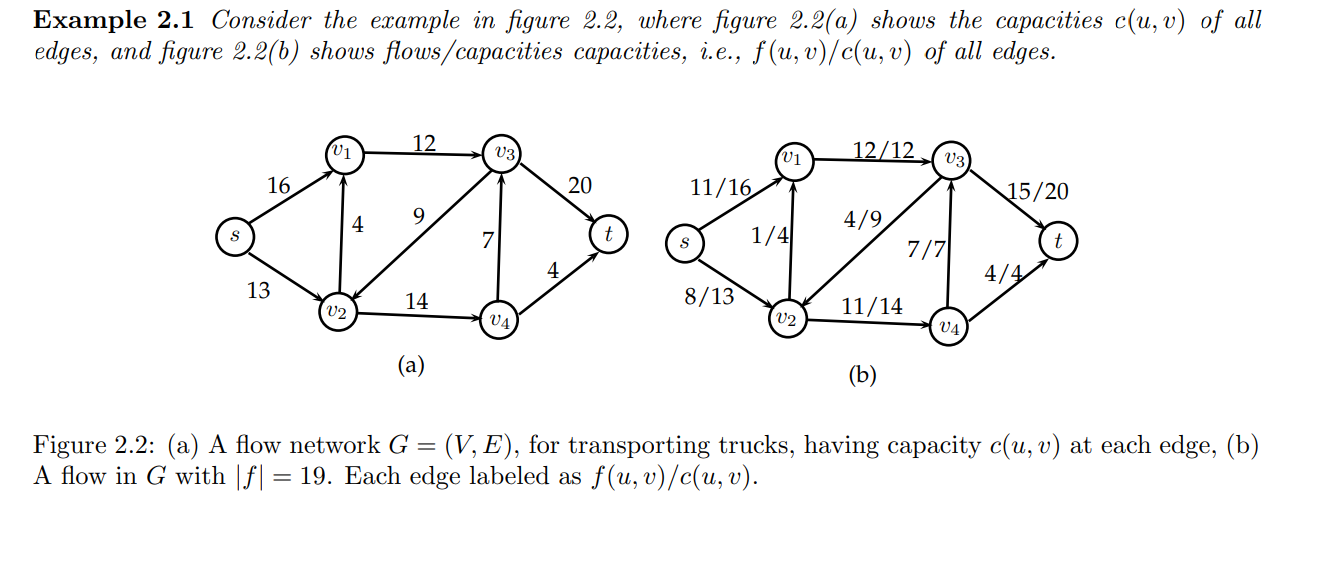 Example 2.1 Consider the example in figure 2.2, where figure 2.2(a) shows the capacities c(u, v) of all
edges, and figure 2.2(b) shows flows/capacities capacities, i.e., f(u, v)/c(u, v) of all edges.
v1
12
v3
16
20
s
4
9
7
t
4
13
v2
14
v4
(a)
v1
12/12
v3
11/16
15/20
s
1/4
4/9
7/7
t
4/4
8/13
v2
11/14
v4
(b)
Figure 2.2: (a) A flow network G = (V, E), for transporting trucks, having capacity c(u, v) at each edge, (b)
A flow in G with |f| = 19. Each edge labeled as f(u, v)/c(u, v).